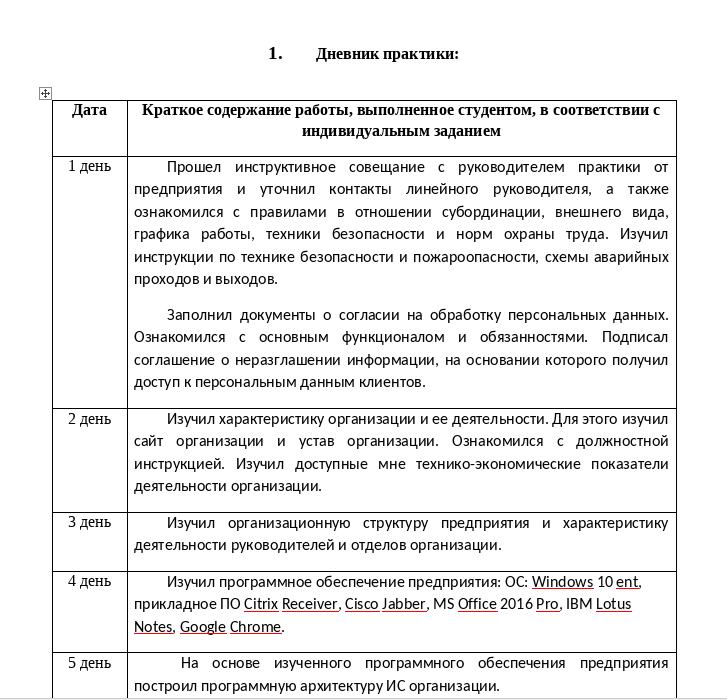 1. Дневник практики:
Дата
Краткое содержание работы, выполненное студентом, в соответствии с
индивидуальным заданием
1 день
Прошел инструктивное совещание с руководителем практики от
предприятия и уточнил контакты линейного руководителя, а также
ознакомился с правилами в отношении субординации, внешнего вида,
графика работы, техники безопасности и норм охраны труда. Изучил
инструкции по технике безопасности и пожароопасности, схемы аварийных
проходов и выходов.
Заполнил документы о согласии на обработку персональных данных.
Ознакомился с основным функционалом и обязанностями. Подписал
соглашение о неразглашении информации, на основании которого получил
доступ к персональным данным клиентов.
2 день
Изучил характеристику организации и ее деятельности. Для этого изучил
сайт организации и устав организации. Ознакомился с должностной
инструкцией. Изучил доступные мне технико-экономические показатели
деятельности организации.
3 день
Изучил организационную структуру предприятия и характеристику
деятельности руководителей и отделов организации.
4 день
Изучил программное обеспечение предприятия: ОС: Windows 10 ent,
прикладное ПО Citrix Receiver, Cisco Jabber, MS Office 2016 Pro, IBM Lotus
Notes, Google Chrome.
5 день
На основе изученного программного обеспечения предприятия
построил программную архитектуру ИС организации.